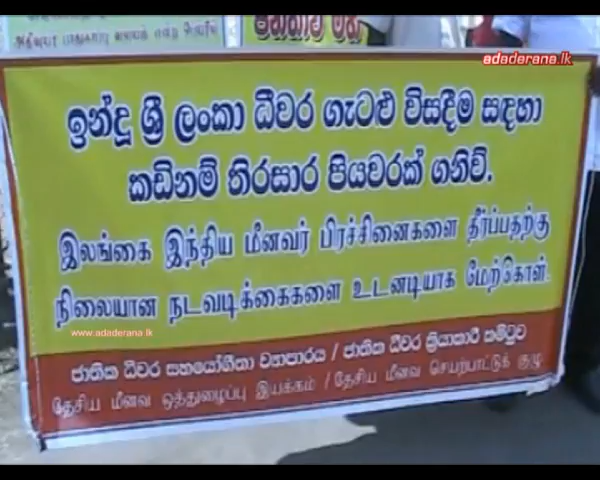 adaderana.lk
ඉන්දු ශ්‍රී ලංකා ධීවර ගැටළු විසදීම සඳහා
කඩිනම් තිරසාර පියවරක් ගනිව්.
இலங்கை இந்திய மீனவர் பிரச்சினைகளை தீர்ப்பதற்கு
நிலையான நடவடிக்கைகளை உடனடியாக மேற்கொள்.
www.adaderana.lk
ජාතික ධීවර සහයෝගීතා ව්‍යාපාරය / ජාතික ධීවර ක්‍රියාකාරී කමිටුව
தேசிய மீனவ ஒத்துழைப்பு இயக்கம் / தேசிய மீனவ செயற்பாட்டுக் குழு